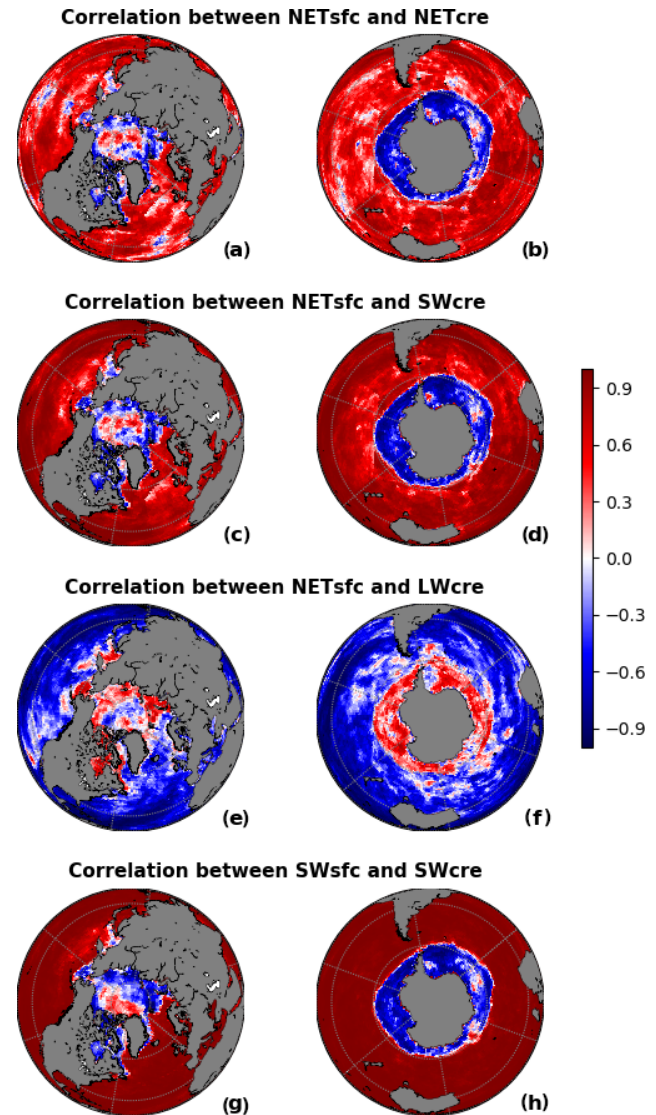 Correlation between NETsfc and NETcre
(a)
(b)
Correlation between NETsfc and SWcre
(c)
(d)
0.9
0.6
0.3
0.0
−0.3
−0.6
−0.9
Correlation between NETsfc and LWcre
(e)
(f)
Correlation between SWsfc and SWcre
(g)
(h)